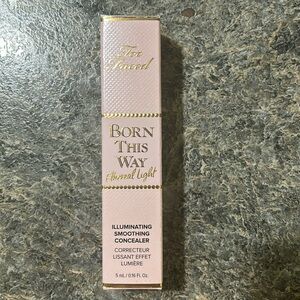 Too
Faced
BORN
THIS
WAY
Ethereal Light
ILLUMINATING
SMOOTHING
CONCEALER
CORRECTEUR
LISSANT EFFET
LUMIÈRE
5 mL / 0.16 Fl. Oz.